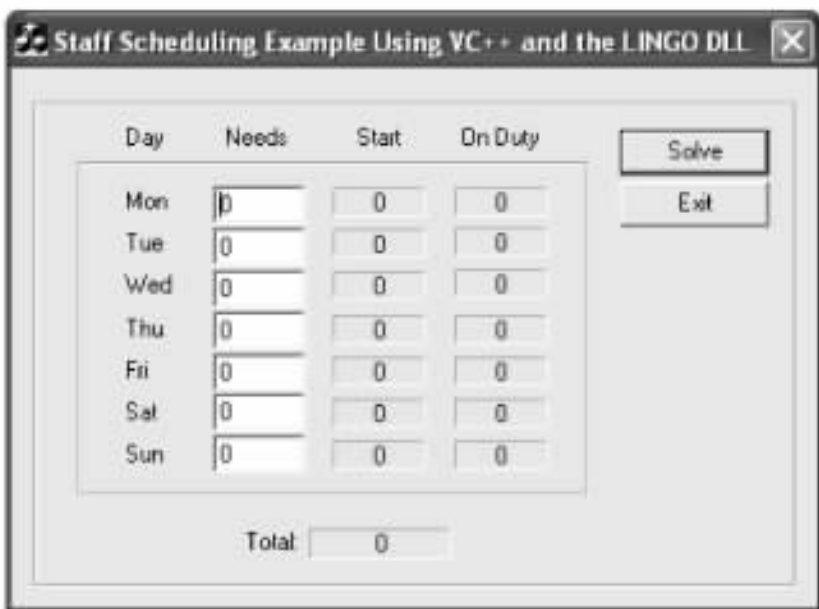 Staff Scheduling Example Using VC++ and the LINGO DLL
Day Needs Start On Duty
Solve
Mon 0 0 0
Exit
Tue 0 0 0
Wed 0 0 0
Thu 0 0 0
Fri 0 0 0
Sat 0 0 0
Sun 0 0 0
Total: 0